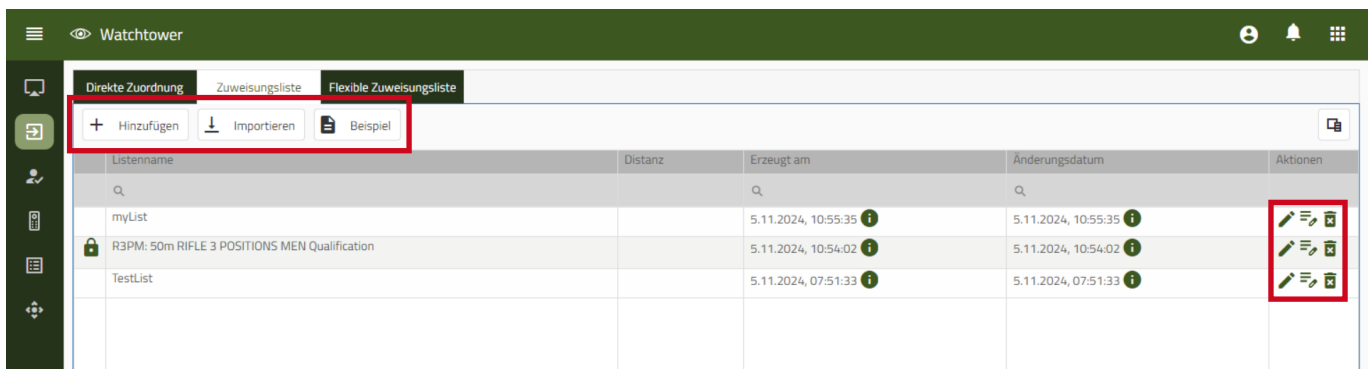 Watchtower
Direkte Zuordnung Zuweisungsliste Flexible Zuweisungsliste
Hinzufügen Importieren Beispiel
Listenname Distanz Erzeugt am Änderungsdatum Aktionen
myList 5.11.2024, 10:55:35 5.11.2024, 10:55:35
R3PM: 50m RIFLE 3 POSITIONS MEN Qualification 5.11.2024, 10:54:02 5.11.2024, 10:54:02
TestList 5.11.2024, 07:51:33 5.11.2024, 07:51:33